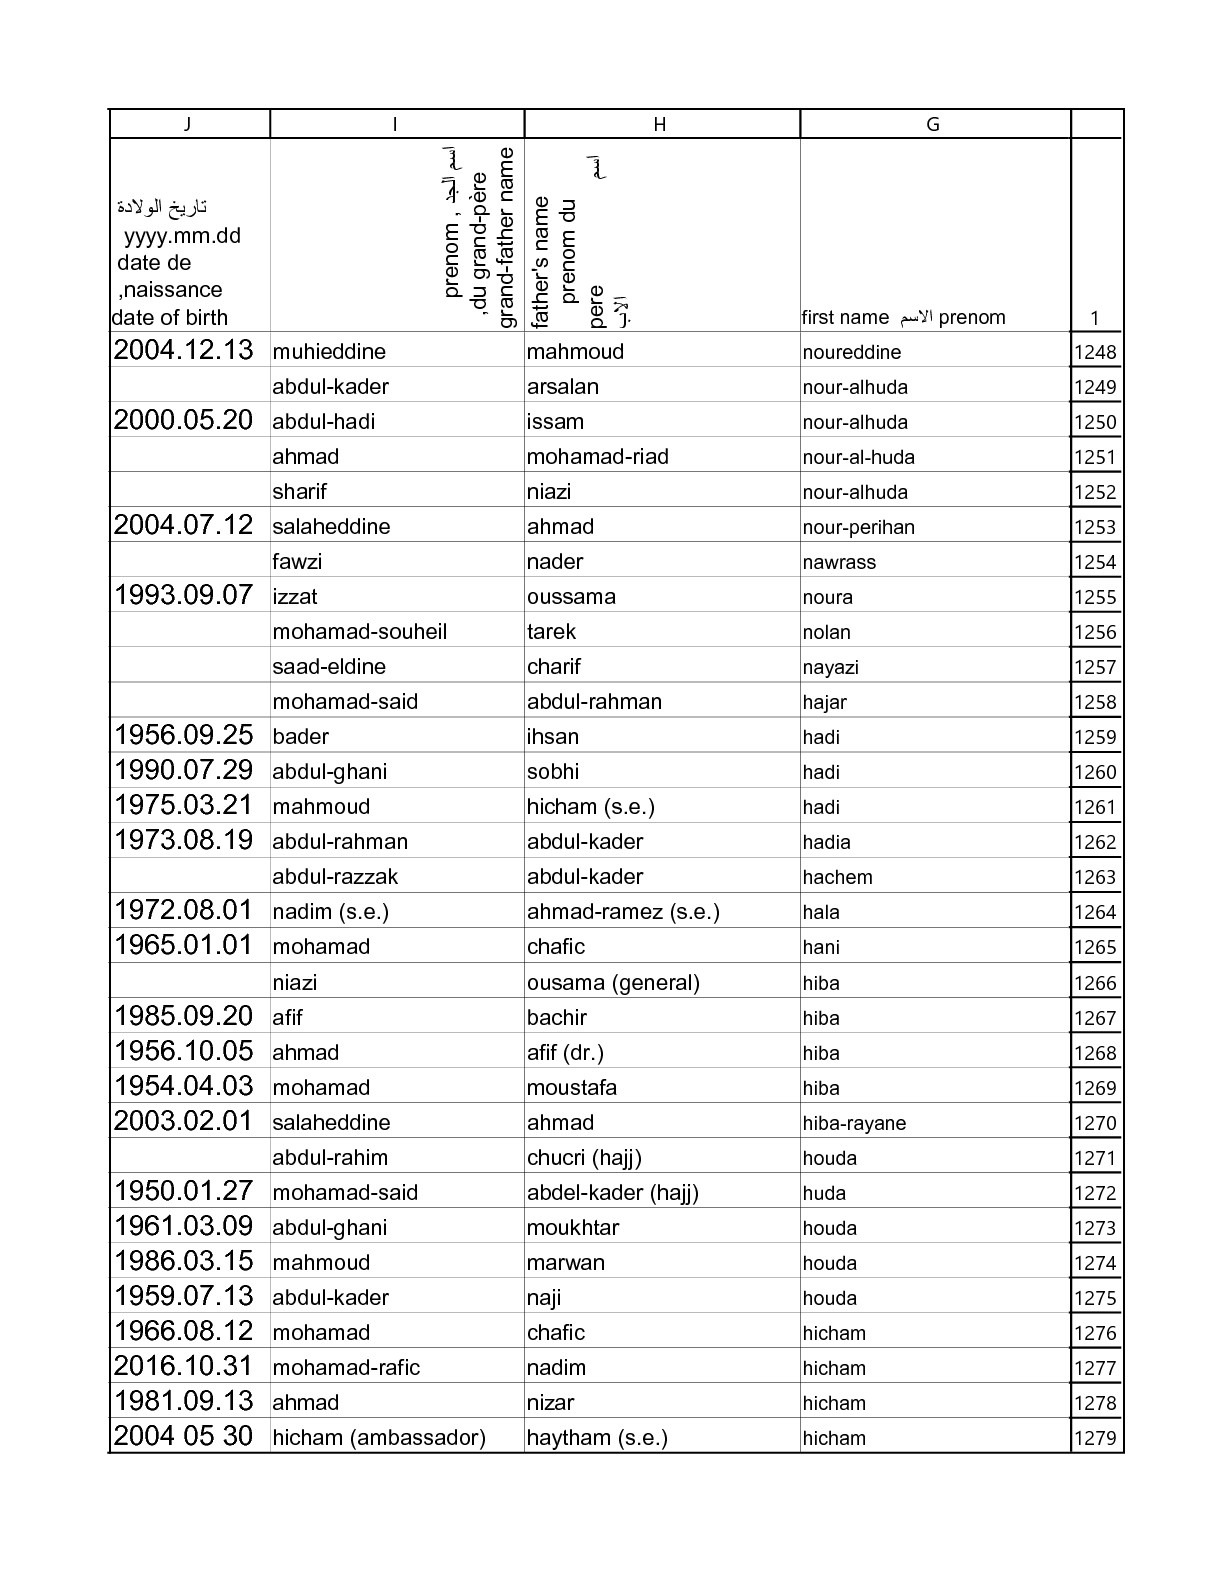 J I H G
تاريخ الولادة
yyyy.mm.dd
date de
,naissance
date of birth
prenom , اسم الجد
,du grand-père
grand-father name
father's name
prenom du
pere اسم
الاب
first name الاسم prenom
1
2004.12.13 muhieddine mahmoud noureddine 1248
abdul-kader arsalan nour-alhuda 1249
2000.05.20 abdul-hadi issam nour-alhuda 1250
ahmad mohamad-riad nour-al-huda 1251
sharif niazi nour-alhuda 1252
2004.07.12 salaheddine ahmad nour-perihan 1253
fawzi nader nawrass 1254
1993.09.07 izzat oussama noura 1255
mohamad-souheil tarek nolan 1256
saad-eldine charif nayazi 1257
mohamad-said abdul-rahman hajar 1258
1956.09.25 bader ihsan hadi 1259
1990.07.29 abdul-ghani sobhi hadi 1260
1975.03.21 mahmoud hicham (s.e.) hadi 1261
1973.08.19 abdul-rahman abdul-kader hadia 1262
abdul-razzak abdul-kader hachem 1263
1972.08.01 nadim (s.e.) ahmad-ramez (s.e.) hala 1264
1965.01.01 mohamad chafic hani 1265
niazi ousama (general) hiba 1266
1985.09.20 afif bachir hiba 1267
1956.10.05 ahmad afif (dr.) hiba 1268
1954.04.03 mohamad moustafa hiba 1269
2003.02.01 salaheddine ahmad hiba-rayane 1270
abdul-rahim chucri (hajj) houda 1271
1950.01.27 mohamad-said abdel-kader (hajj) huda 1272
1961.03.09 abdul-ghani moukhtar houda 1273
1986.03.15 mahmoud marwan houda 1274
1959.07.13 abdul-kader naji houda 1275
1966.08.12 mohamad chafic hicham 1276
2016.10.31 mohamad-rafic nadim hicham 1277
1981.09.13 ahmad nizar hicham 1278
2004 05 30 hicham (ambassador) haytham (s.e.) hicham 1279